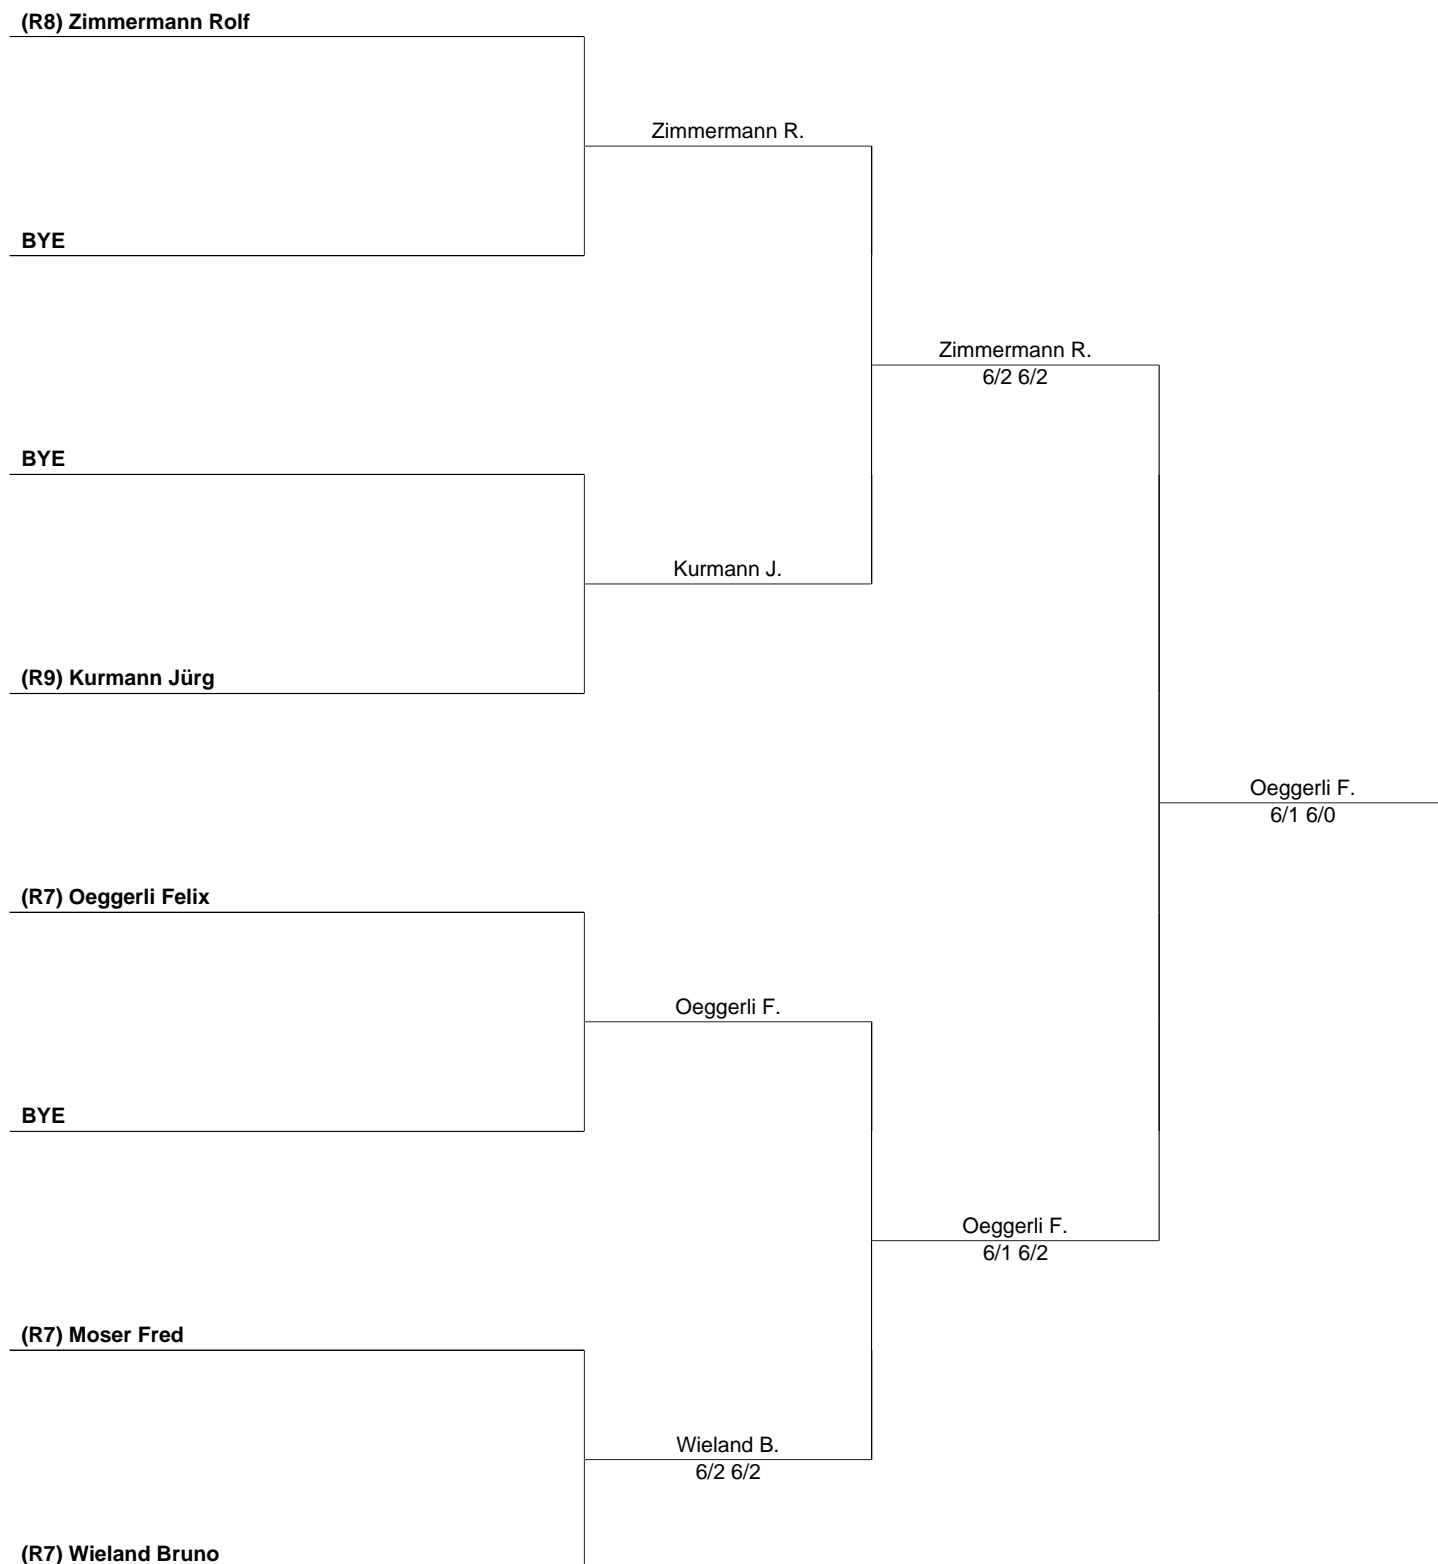 (R8) Zimmermann Rolf
Zimmermann R.
BYE
Zimmermann R.
6/2 6/2
BYE
Kurmann J.
(R9) Kurmann Jürg
Oeggerli F.
6/1 6/0
(R7) Oeggerli Felix
Oeggerli F.
BYE
Oeggerli F.
6/1 6/2
(R7) Moser Fred
Wieland B.
6/2 6/2
(R7) Wieland Bruno